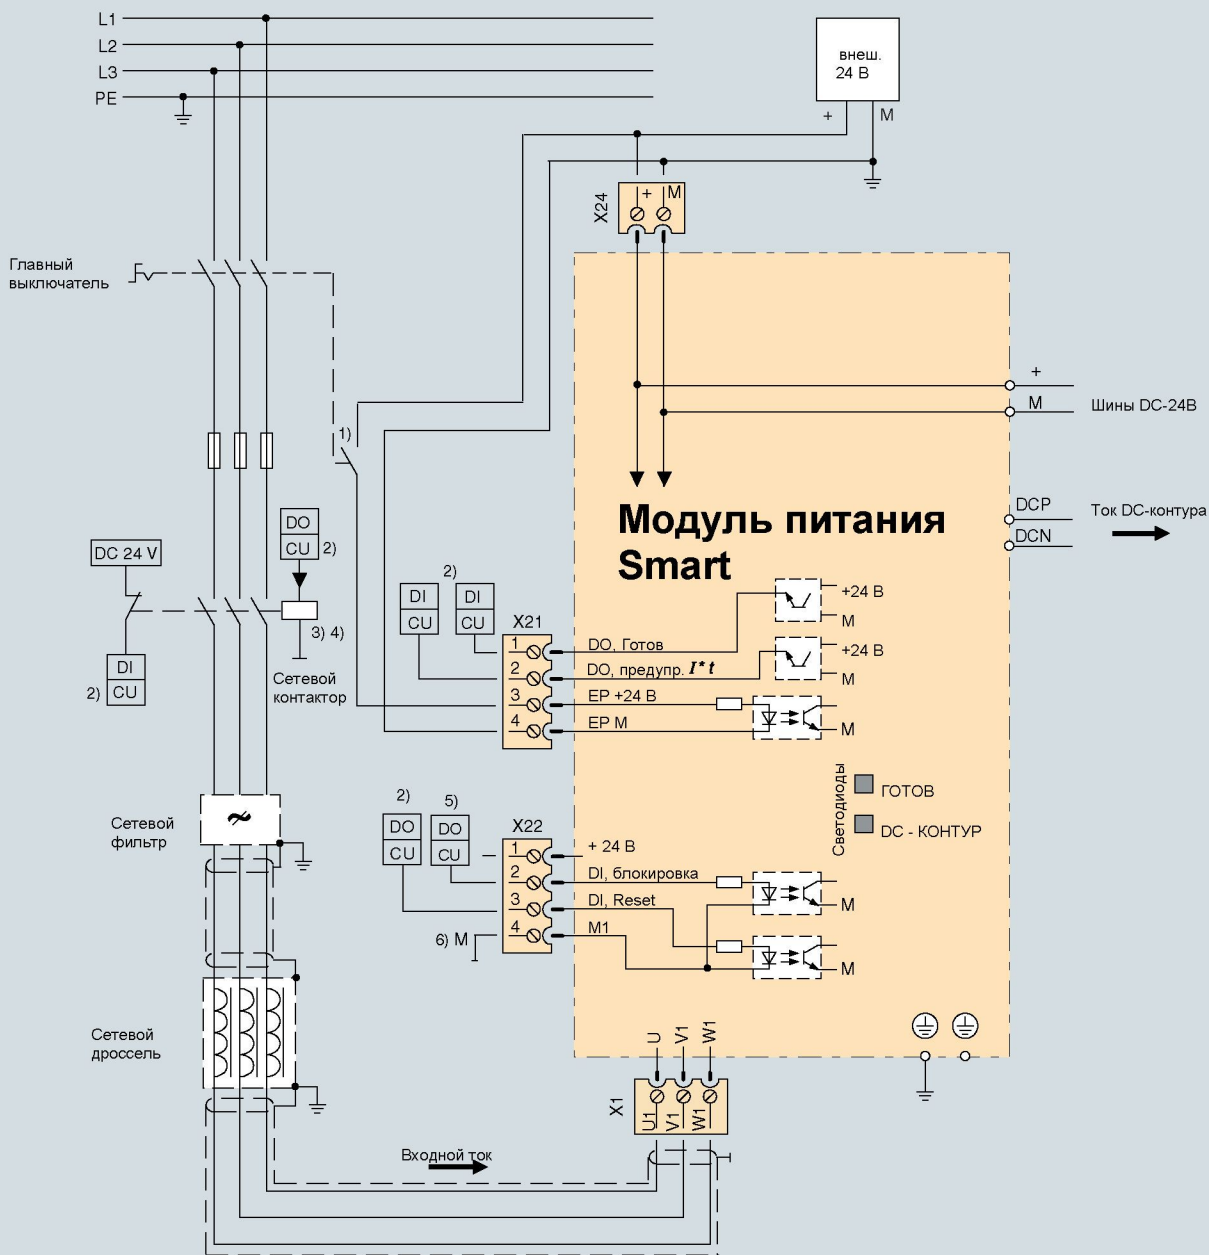 L1
L2
L3
PE
внеш.
24 В
+
M
X24
+
M
Главный
выключатель
1)
+
M
Шины DC-24В
DCP
DCN
Ток DC-контура
Модуль питания
Smart
DC 24 V
DO
CU
2)
3) 4)
DI
CU
2)
Сетевой
контактор
2)
DI
CU
DI
CU
X21
1
2
3
4
DO, Готов
DO, предупр. I*t
EP +24 В
EP M
+24 В
M
+24 В
M
M
Светодиоды
ГОТОВ
DC - КОНТУР
Сетевой
фильтр
2)
5)
DO
CU
DO
CU
X22
1
2
3
4
+ 24 В
DI, блокировка
DI, Reset
M1
6) M
M
M
Сетевой
дроссель
U
V1
W1
X1
U1
V1
W1
Входной ток